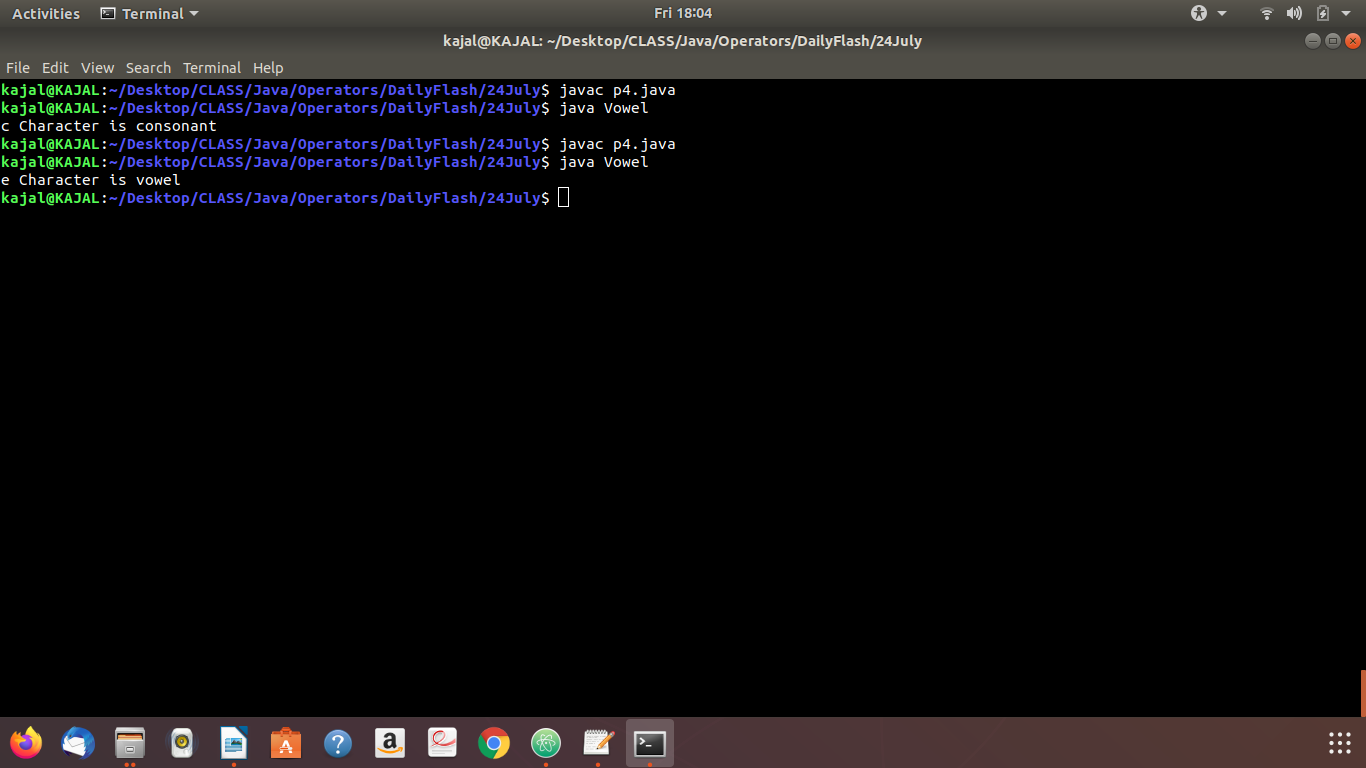 Activities Terminal Fri 18:04
kajal@KAJAL: ~/Desktop/CLASS/Java/Operators/DailyFlash/24July
File Edit View Search Terminal Help
kajal@KAJAL:~/Desktop/CLASS/Java/Operators/DailyFlash/24July$ javac p4.java
kajal@KAJAL:~/Desktop/CLASS/Java/Operators/DailyFlash/24July$ java Vowel
c Character is consonant
kajal@KAJAL:~/Desktop/CLASS/Java/Operators/DailyFlash/24July$ javac p4.java
kajal@KAJAL:~/Desktop/CLASS/Java/Operators/DailyFlash/24July$ java Vowel
e Character is vowel
kajal@KAJAL:~/Desktop/CLASS/Java/Operators/DailyFlash/24July$